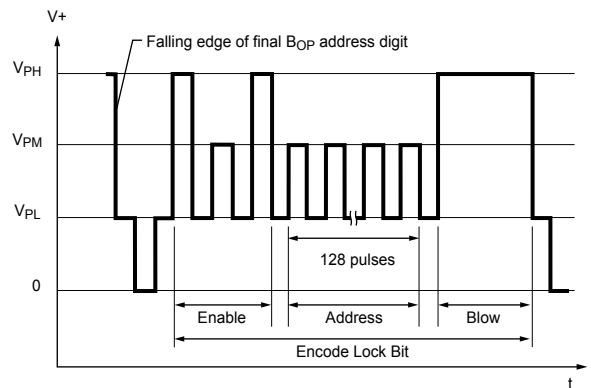 V+
Falling edge of final BOP address digit
VPH
VPM
VPL
128 pulses
0
Enable
Address
Blow
Encode Lock Bit
t